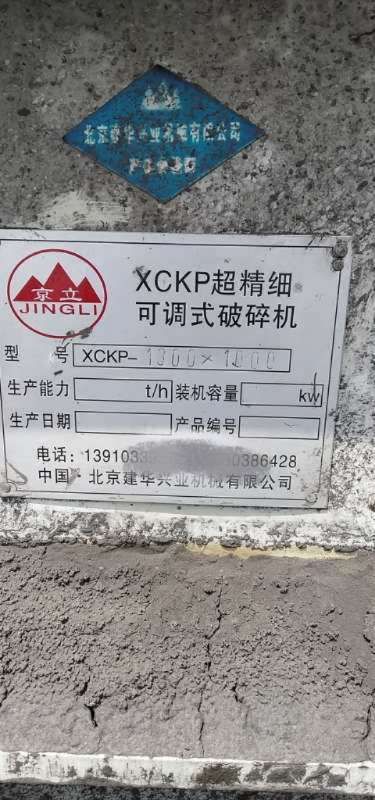 北京建华兴业机械有限公司
京立
JINGLI
XCKP超精细
可调式破碎机
型 号 XCKP-1300×1000
生产能力 t/h 装机容量 kw
生产日期 产品编号
电话：1391033 0386428
中国 北京建华兴业机械有限公司